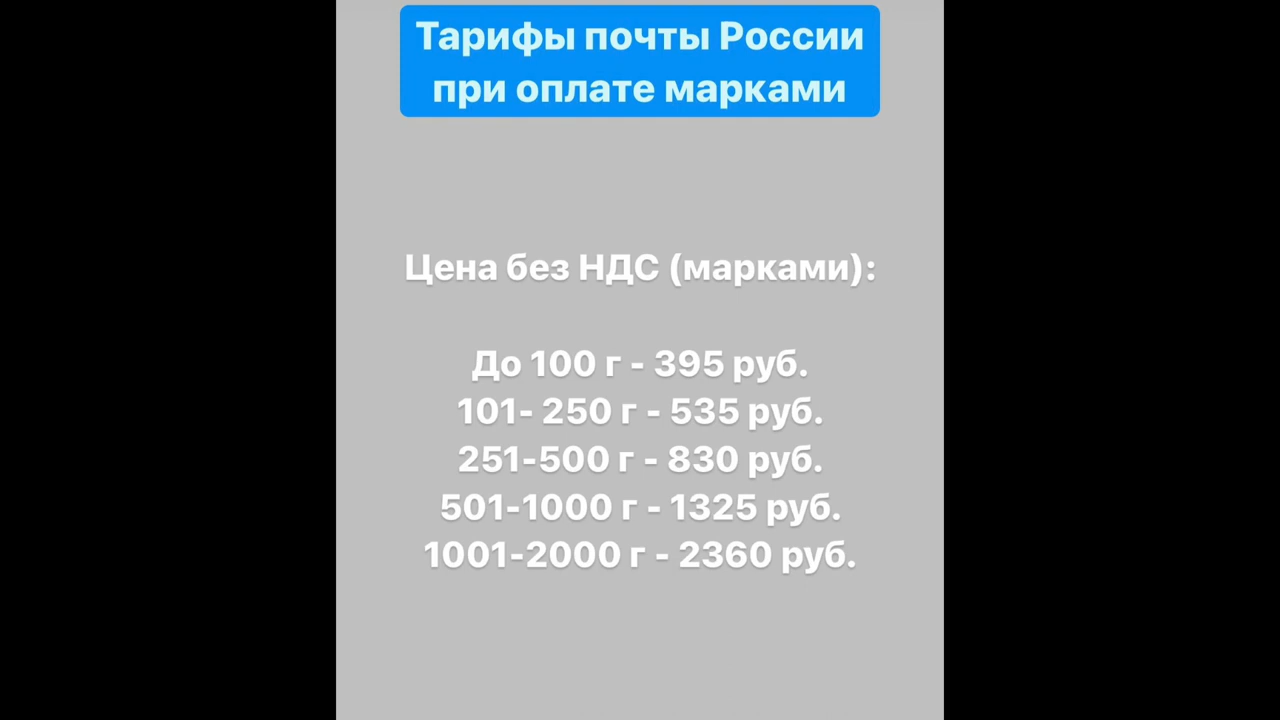 Тарифы почты России
при оплате марками
Цена без НДС (марками):
До 100 г - 395 руб.
101- 250 г - 535 руб.
251-500 г - 830 руб.
501-1000 г - 1325 руб.
1001-2000 г - 2360 руб.